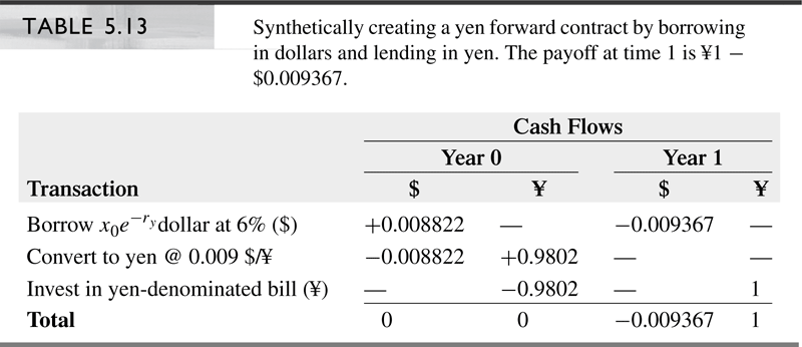 TABLE 5.13
Synthetically creating a yen forward contract by borrowing
in dollars and lending in yen. The payoff at time 1 is ¥1 −
$0.009367.
Cash Flows
Year 0 Year 1
Transaction $ ¥ $ ¥
Borrow x₀e^−r_y dollar at 6% ($) +0.008822 — −0.009367 —
Convert to yen @ 0.009 $/¥ −0.008822 +0.9802 — —
Invest in yen-denominated bill (¥) — −0.9802 — 1
Total 0 0 −0.009367 1